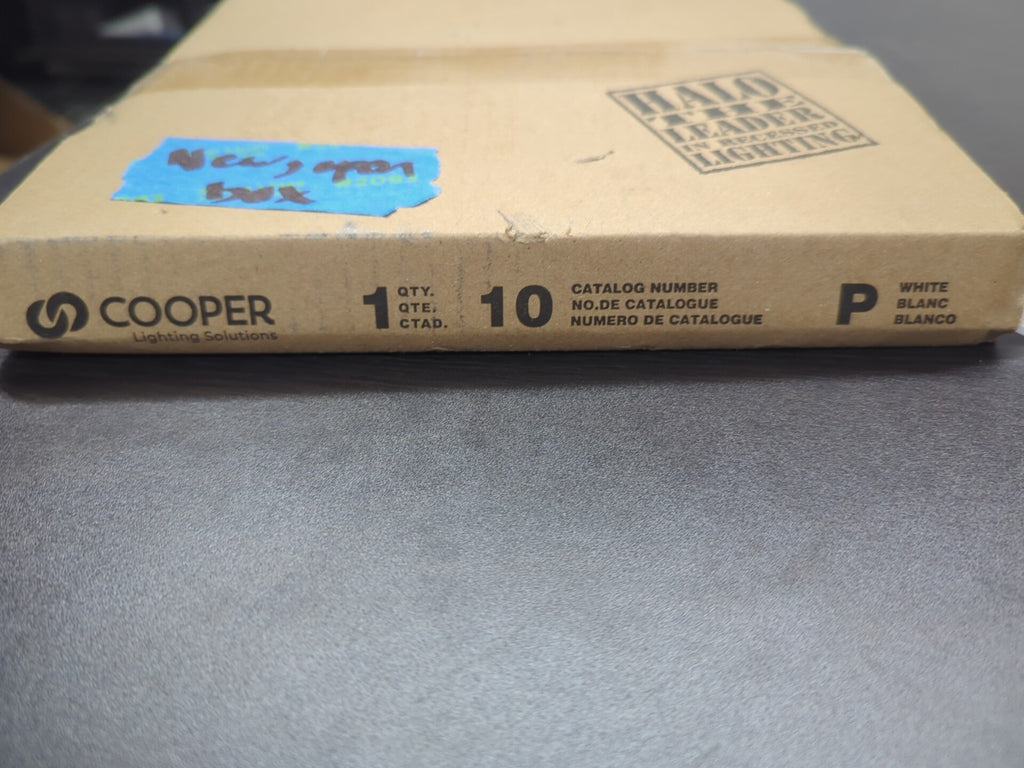 HALO
THE
LEADER
IN RECESSED
LIGHTING
New, open
box
COOPER
Lighting Solutions
1 QTY.
QTE.
CTAD.
10 CATALOG NUMBER
NO.DE CATALOGUE
NUMERO DE CATALOGUE
P WHITE
BLANC
BLANCO